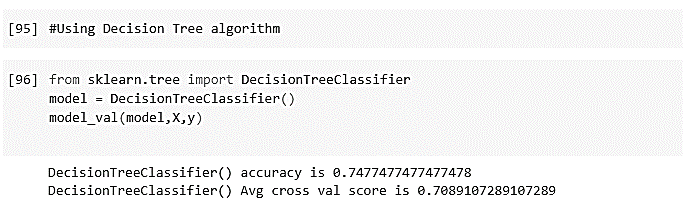 [95] #Using Decision Tree algorithm
[96] from sklearn.tree import DecisionTreeClassifier
model = DecisionTreeClassifier()
model_val(model,X,y)
DecisionTreeClassifier() accuracy is 0.7477477477477478
DecisionTreeClassifier() Avg cross val score is 0.7089107289107289